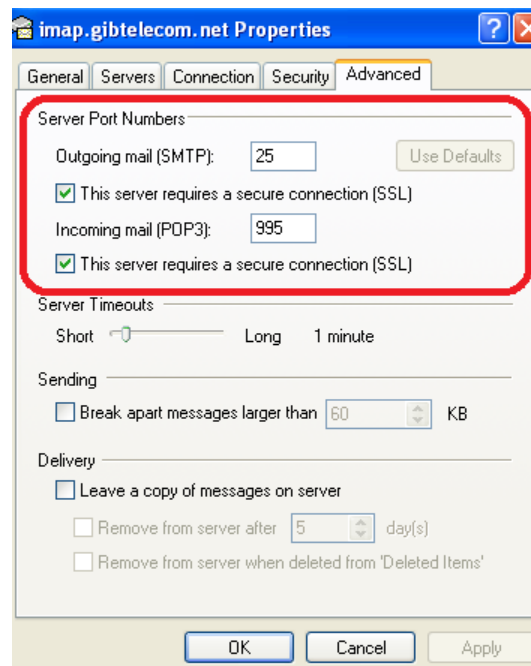 imap.gibtelecom.net Properties
General Servers Connection Security Advanced
Server Port Numbers
Outgoing mail (SMTP): 25 Use Defaults
This server requires a secure connection (SSL)
Incoming mail (POP3): 995
This server requires a secure connection (SSL)
Server Timeouts
Short Long 1 minute
Sending
Break apart messages larger than 60 KB
Delivery
Leave a copy of messages on server
Remove from server after 5 day(s)
Remove from server when deleted from 'Deleted Items'
OK Cancel Apply